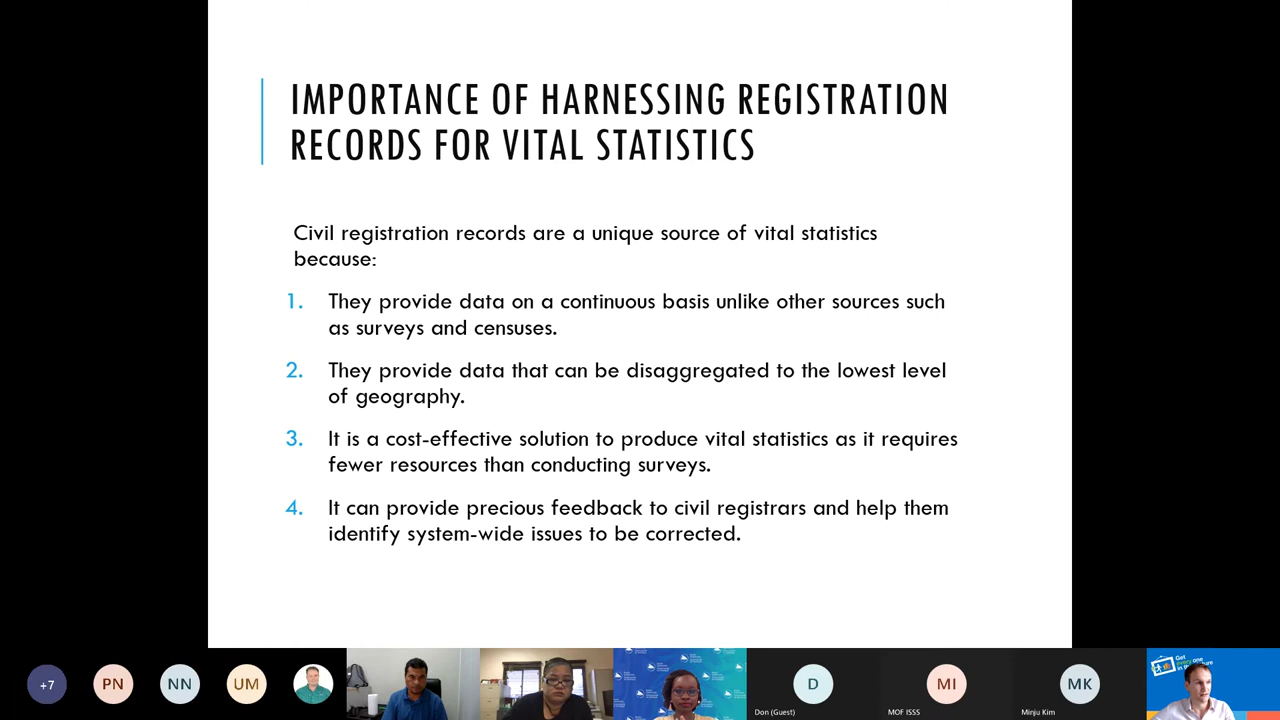 IMPORTANCE OF HARNESSING REGISTRATION
RECORDS FOR VITAL STATISTICS
Civil registration records are a unique source of vital statistics
because:
1. They provide data on a continuous basis unlike other sources such
as surveys and censuses.
2. They provide data that can be disaggregated to the lowest level
of geography.
3. It is a cost-effective solution to produce vital statistics as it requires
fewer resources than conducting surveys.
4. It can provide precious feedback to civil registrars and help them
identify system-wide issues to be corrected.
+7 PN NN UM D MI MK
Don (Guest) MOF ISSS Minju Kim
Get
every one